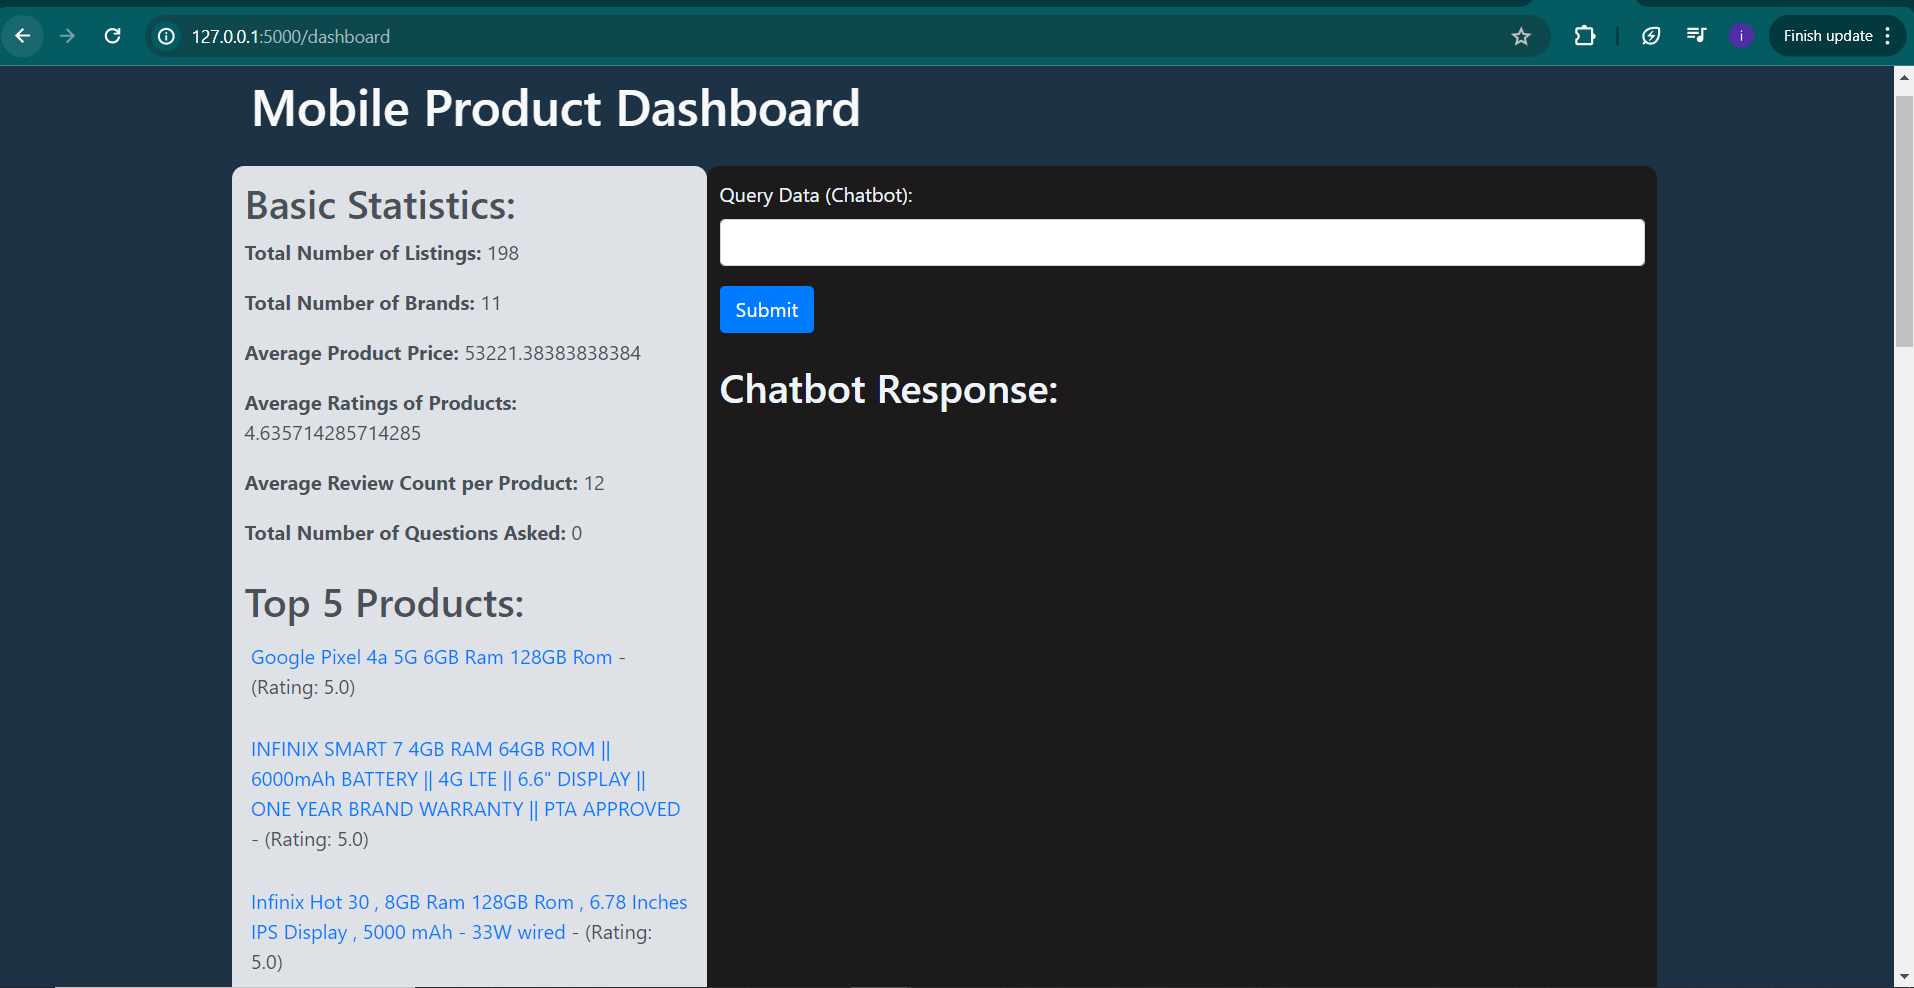 127.0.0.1:5000/dashboard
i
Finish update
Mobile Product Dashboard
Basic Statistics:
Total Number of Listings: 198
Total Number of Brands: 11
Average Product Price: 53221.38383838384
Average Ratings of Products:
4.635714285714285
Average Review Count per Product: 12
Total Number of Questions Asked: 0
Top 5 Products:
Google Pixel 4a 5G 6GB Ram 128GB Rom -
(Rating: 5.0)
INFINIX SMART 7 4GB RAM 64GB ROM ||
6000mAh BATTERY || 4G LTE || 6.6" DISPLAY ||
ONE YEAR BRAND WARRANTY || PTA APPROVED
- (Rating: 5.0)
Infinix Hot 30 , 8GB Ram 128GB Rom , 6.78 Inches
IPS Display , 5000 mAh - 33W wired - (Rating:
5.0)
Query Data (Chatbot):
Submit
Chatbot Response: